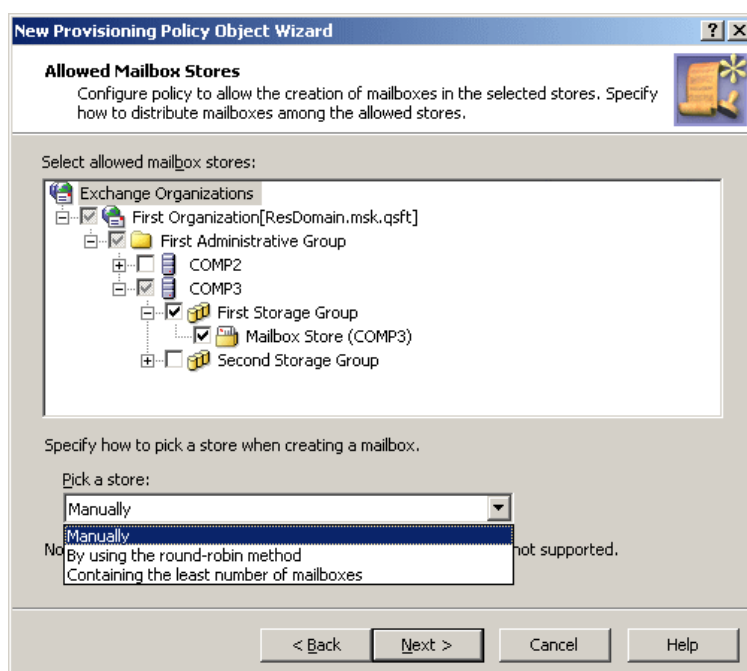 New Provisioning Policy Object Wizard
Allowed Mailbox Stores
Configure policy to allow the creation of mailboxes in the selected stores. Specify
how to distribute mailboxes among the allowed stores.
Select allowed mailbox stores:
Exchange Organizations
First Organization[ResDomain.msk.qsft]
First Administrative Group
COMP2
COMP3
First Storage Group
Mailbox Store (COMP3)
Second Storage Group
Specify how to pick a store when creating a mailbox.
Pick a store:
Manually
Manually
By using the round-robin method
Containing the least number of mailboxes
not supported.
< Back
Next >
Cancel
Help